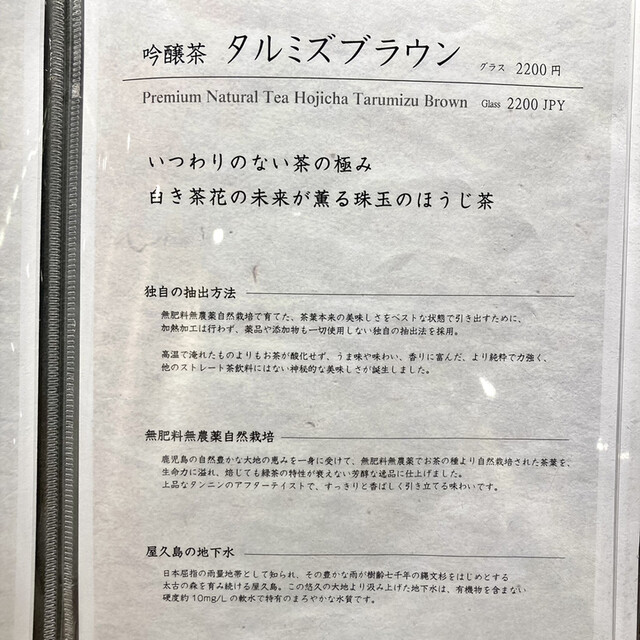 吟醸茶 タルミズブラウン グラス 2200円
Premium Natural Tea Hojicha Tarumizu Brown Glass 2200 JPY
いつわりのない茶の極み
白き茶花の未来が薫る珠玉のほうじ茶
独自の抽出方法
無肥料無農薬自然栽培で育てた、茶葉本来の美味しさをベストな状態で引き出すために、
加熱加工は行わず、薬品や添加物も一切使用しない独自の抽出法を採用。
高温で淹れたものよりもお茶が酸化せず、うま味や味わい、香りに富んだ、より純粋で力強く、
他のストレート茶飲料にはない神秘的な美味しさが誕生しました。
無肥料無農薬自然栽培
鹿児島の自然豊かな大地の恵みを一身に受けて、無肥料無農薬でお茶の種より自然栽培された茶葉を、
生命力に溢れ、焙じても緑茶の特性が衰えない芳醇な逸品に仕上げました。
上品なタンニンのアフターテイストで、すっきりと香ばしく引き立てる味わいです。
屋久島の地下水
日本屈指の雨量地帯として知られ、その豊かな雨が樹齢七千年の縄文杉をはじめとする
太古の森を育み続ける屋久島。この悠久の大地より汲み上げた地下水は、有機物を含まない
硬度約10mg/Lの軟水で特有のまろやかな水質です。